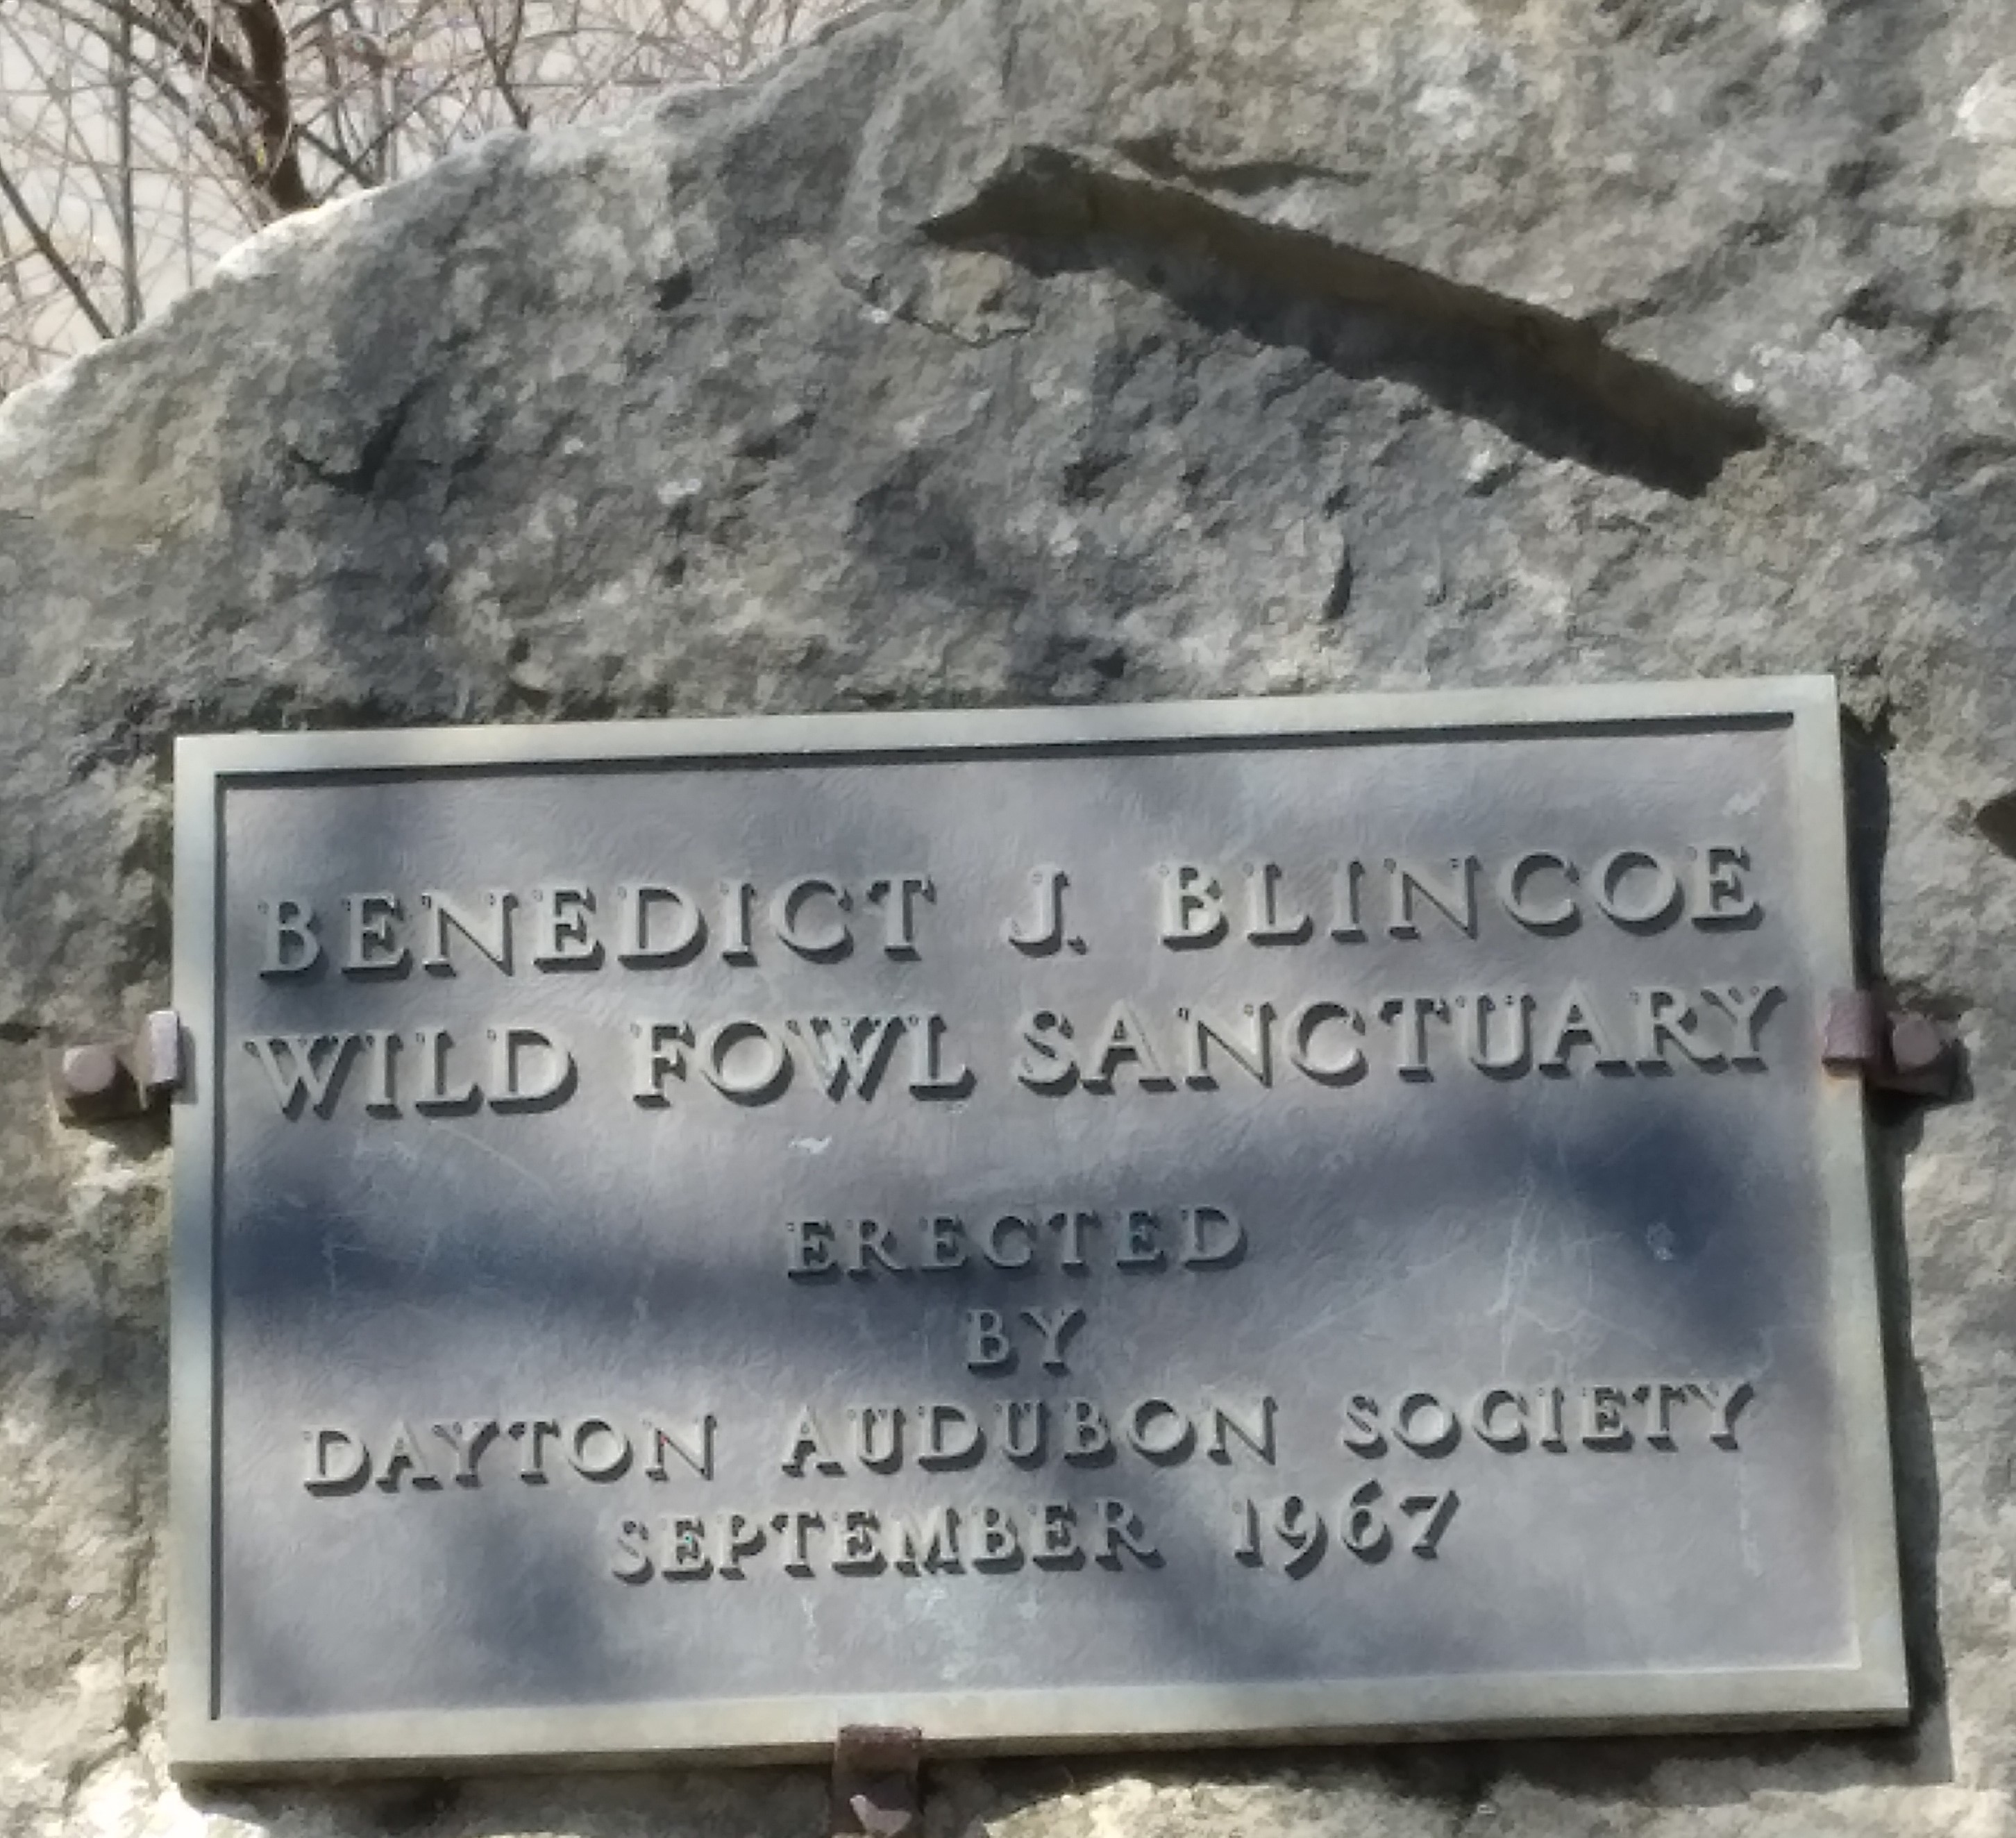 BENEDICT J. BLINCOE
WILD FOWL SANCTUARY
ERECTED
BY
DAYTON AUDUBON SOCIETY
SEPTEMBER 1967